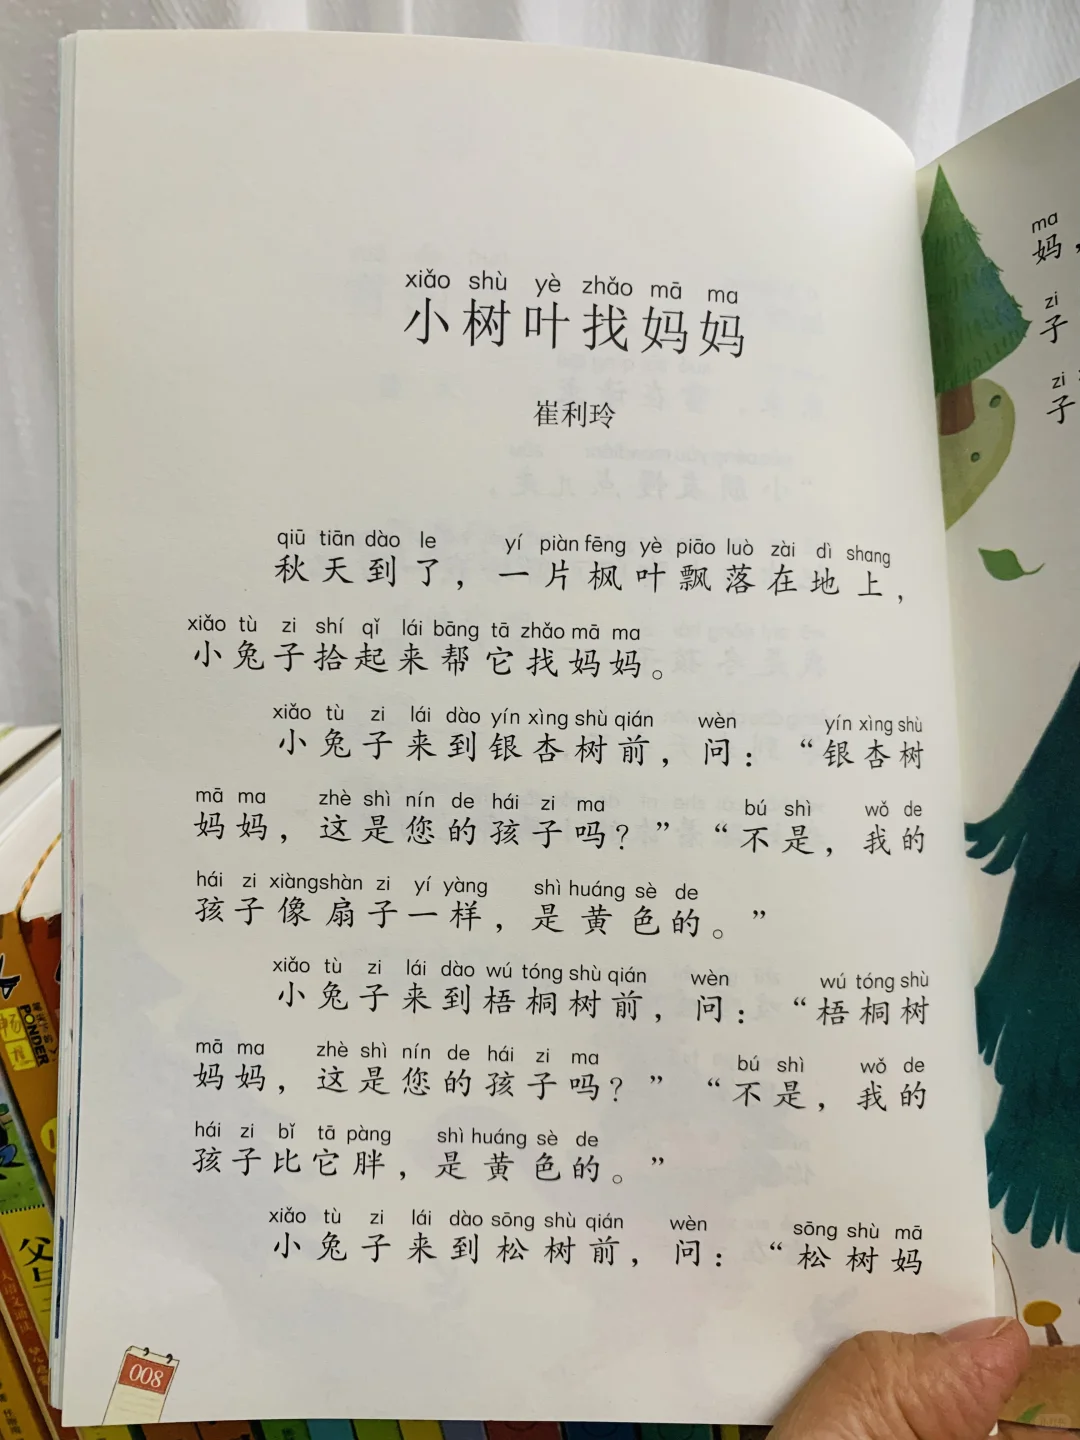 xiǎo shù yè zhǎo mā ma
小树叶找妈妈
崔利玲
qiū tiān dào le yí piàn fēng yè piāo luò zài dì shang
秋天到了，一片枫叶飘落在地上，
xiǎo tù zi shí qǐ lái bāng tā zhǎo mā ma
小兔子拾起来帮它找妈妈。
xiǎo tù zi lái dào yín xìng shù qián wèn yín xìng shù
小兔子来到银杏树前，问：“银杏树
mā ma zhè shì nín de hái zi ma bú shì wǒ de
妈妈，这是您的孩子吗？”“不是，我的
hái zi xiàng shàn zi yí yàng shì huáng sè de
孩子像扇子一样，是黄色的。”
xiǎo tù zi lái dào wú tóng shù qián wèn wú tóng shù
小兔子来到梧桐树前，问：“梧桐树
mā ma zhè shì nín de hái zi ma bú shì wǒ de
妈妈，这是您的孩子吗？”“不是，我的
hái zi bǐ tā pàng shì huáng sè de
孩子比它胖，是黄色的。”
xiǎo tù zi lái dào sōng shù qián wèn sōng shù mā
小兔子来到松树前，问：“松树妈
008
ma
妈，
zi
子
zi
子
PONDER